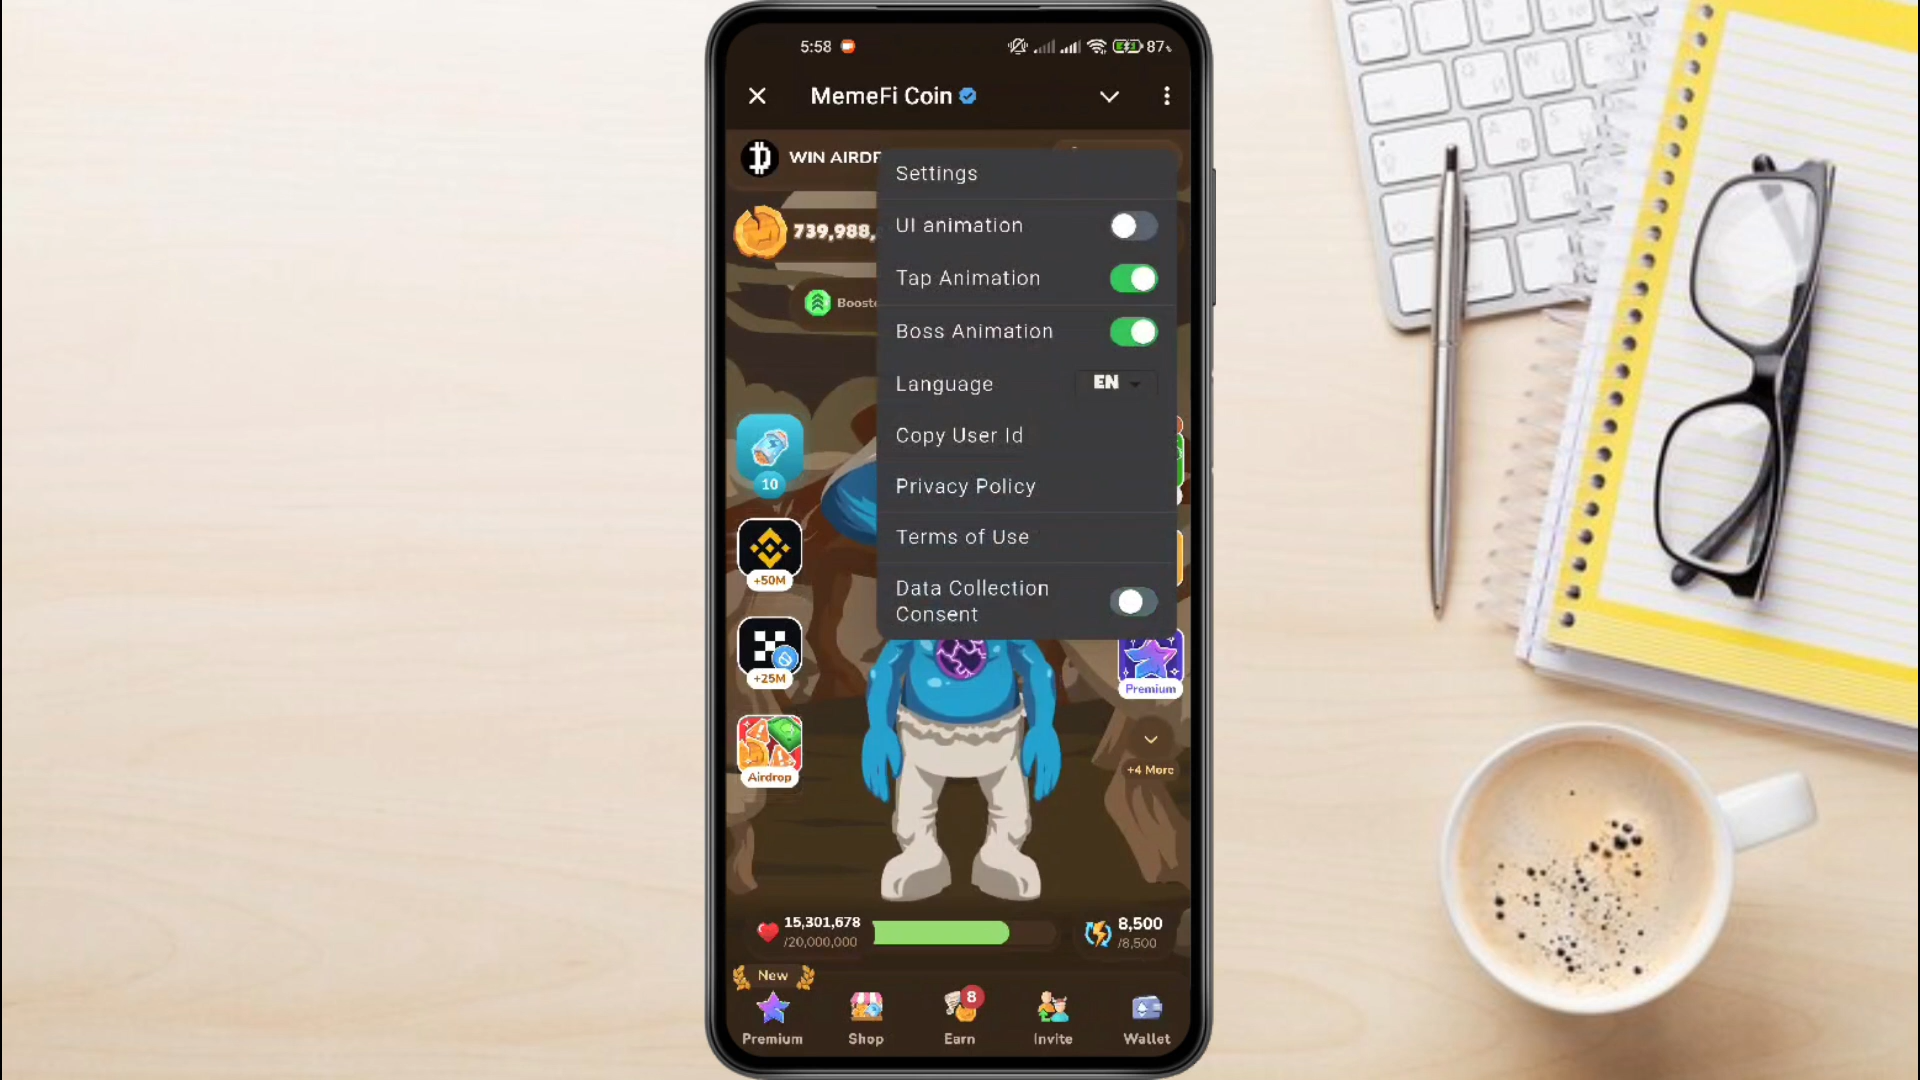 5:58
87%
MemeFi Coin
WIN AIRDR
Settings
739,988,
UI animation
Booste
Tap Animation
Boss Animation
Language EN
Copy User Id
10
Privacy Policy
Terms of Use
+50M
Data Collection
Consent
+25M
Premium
+4 More
Airdrop
15,301,678
/20,000,000
8,500
/8,500
New
8
Premium Shop Earn Invite Wallet